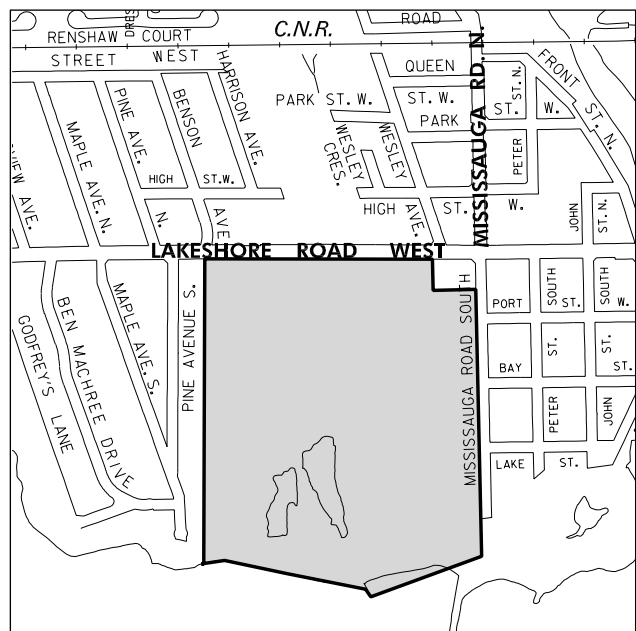 ROAD
DRES
C.N.R.
RENSHAW COURT
STREET WEST
QUEEN
MISSISSAUGA RD. N.
FRONT ST. N.
HARRISON AVE.
PARK ST. W.
ST. W.
PARK
ST. W.
ST. N.
PINE AVE.
BENSON
MAPLE AVE. N.
WESLEY CRES.
WESLEY
PETER
HIGH ST.W.
VIEW AVE.
N.
AVE
HIGH AVE. ST. W.
JOHN
ST. N.
LAKESHORE ROAD WEST
GODFREY'S LANE
BEN MACHREE DRIVE
MAPLE AVE. S.
PINE AVENUE S.
MISSISSAUGA ROAD SOUTH
PORT
SOUTH
ST.
SOUTH
W.
BAY
ST.
ST.
ST.
PETER
JOHN
LAKE ST.